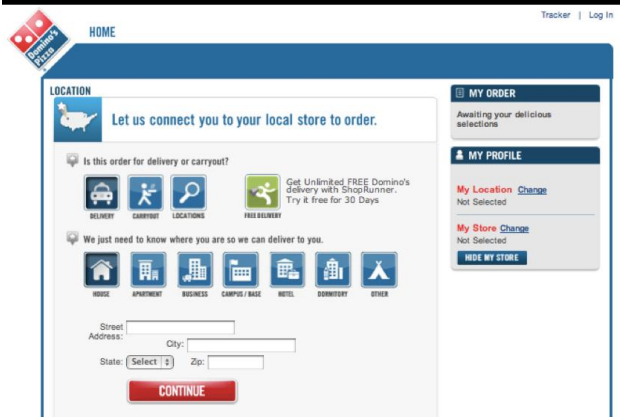 Tracker | Log In
Domino's
Pizza
HOME
LOCATION
Let us connect you to your local store to order.
Is this order for delivery or carryout?
DELIVERY
CARRYOUT
LOCATIONS
FREE DELIVERY
Get Unlimited FREE Domino's
delivery with ShopRunner.
Try it free for 30 Days
We just need to know where you are so we can deliver to you.
HOUSE
APARTMENT
BUSINESS
CAMPUS / BASE
HOTEL
DORMITORY
OTHER
Street
Address:
City:
State: Select Zip:
CONTINUE
MY ORDER
Awaiting your delicious
selections
MY PROFILE
My Location Change
Not Selected
My Store Change
Not Selected
HIDE MY STORE